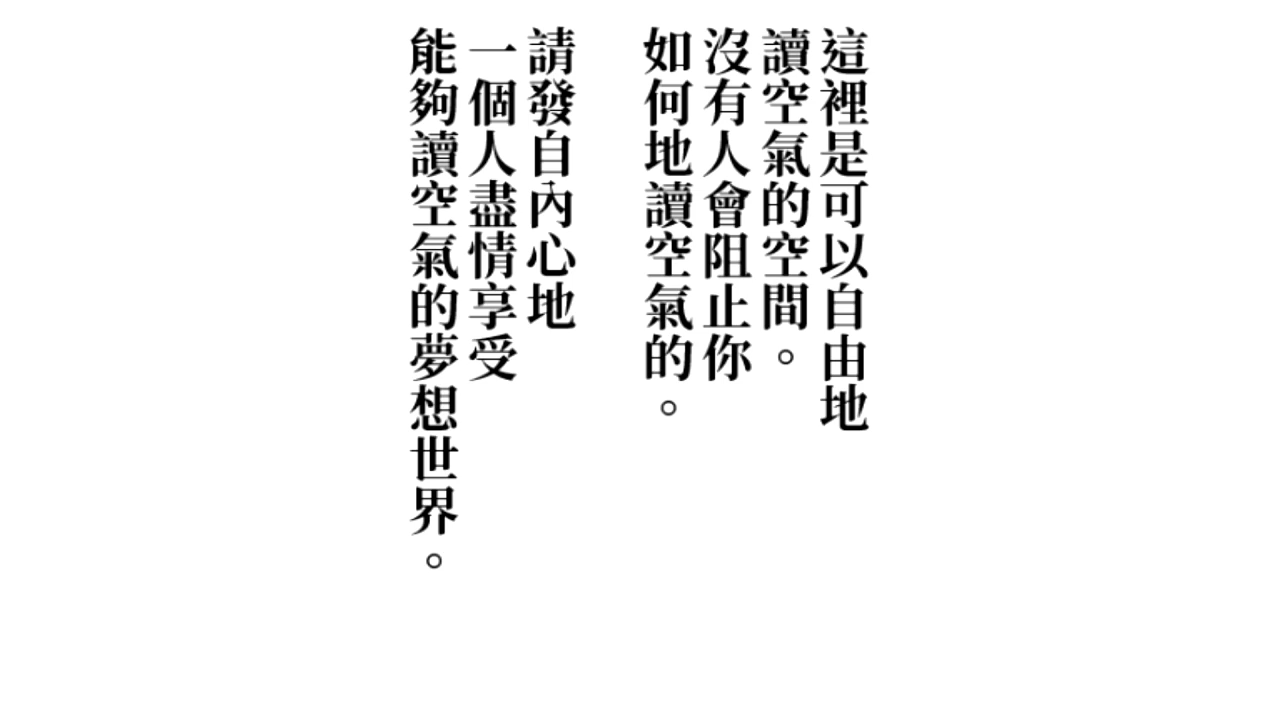 這裡是可以自由地
讀空氣的空間。
沒有人會阻止你
如何地讀空氣的。
請發自內心地
一個人盡情享受
能夠讀空氣的夢想世界。